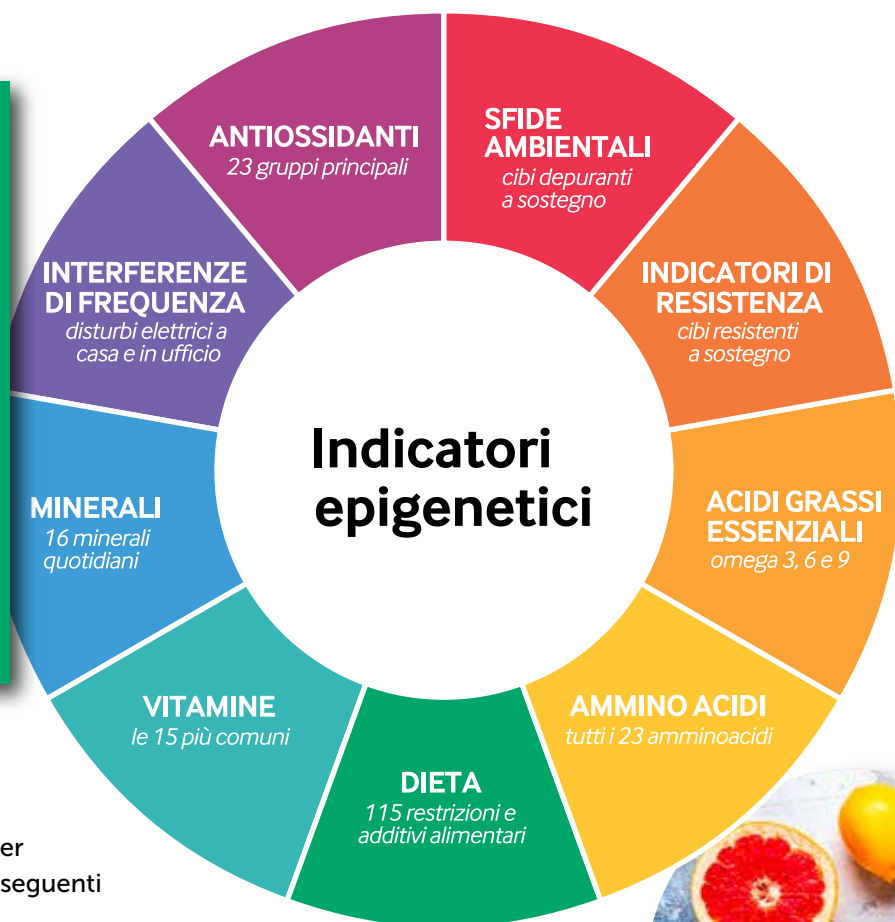 ANTIOSSIDANTI
23 gruppi principali
SFIDE
AMBIENTALI
cibi depuranti
a sostegno
INTERFERENZE
DI FREQUENZA
disturbi elettrici a
casa e in ufficio
INDICATORI DI
RESISTENZA
cibi resistenti
a sostegno
Indicatori
epigenetici
MINERALI
16 minerali
quotidiani
ACIDI GRASSI
ESSENZIALI
omega 3, 6 e 9
VITAMINE
le 15 più comuni
AMMINO ACIDI
tutti i 23 amminoacidi
DIETA
115 restrizioni e
additivi alimentari
er
seguenti